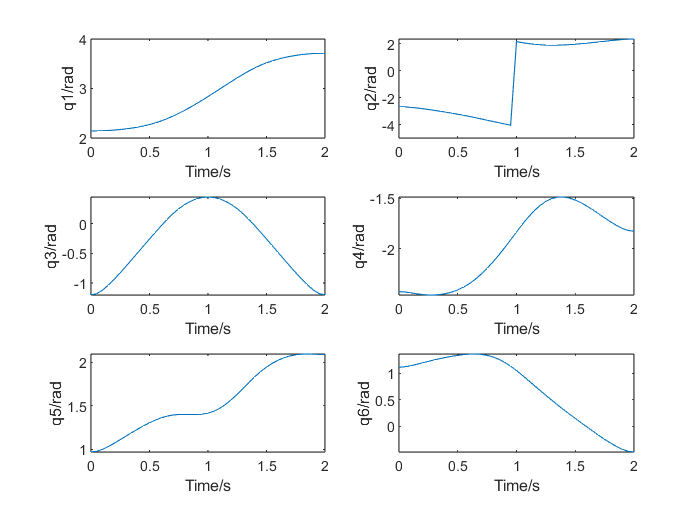 q1/rad
4
3
2
0 0.5 1 1.5 2
Time/s
q2/rad
2
0
-2
-4
0 0.5 1 1.5 2
Time/s
q3/rad
0
-0.5
-1
0 0.5 1 1.5 2
Time/s
q4/rad
-1.5
-2
0 0.5 1 1.5 2
Time/s
q5/rad
2
1.5
1
0 0.5 1 1.5 2
Time/s
q6/rad
1
0.5
0
0 0.5 1 1.5 2
Time/s